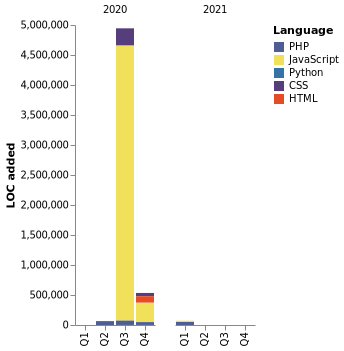 2020 2021
5,000,000
4,500,000
4,000,000
3,500,000
3,000,000
2,500,000
2,000,000
1,500,000
1,000,000
500,000
0
LOC added
Q1 Q2 Q3 Q4 Q1 Q2 Q3 Q4
Language
PHP
JavaScript
Python
CSS
HTML